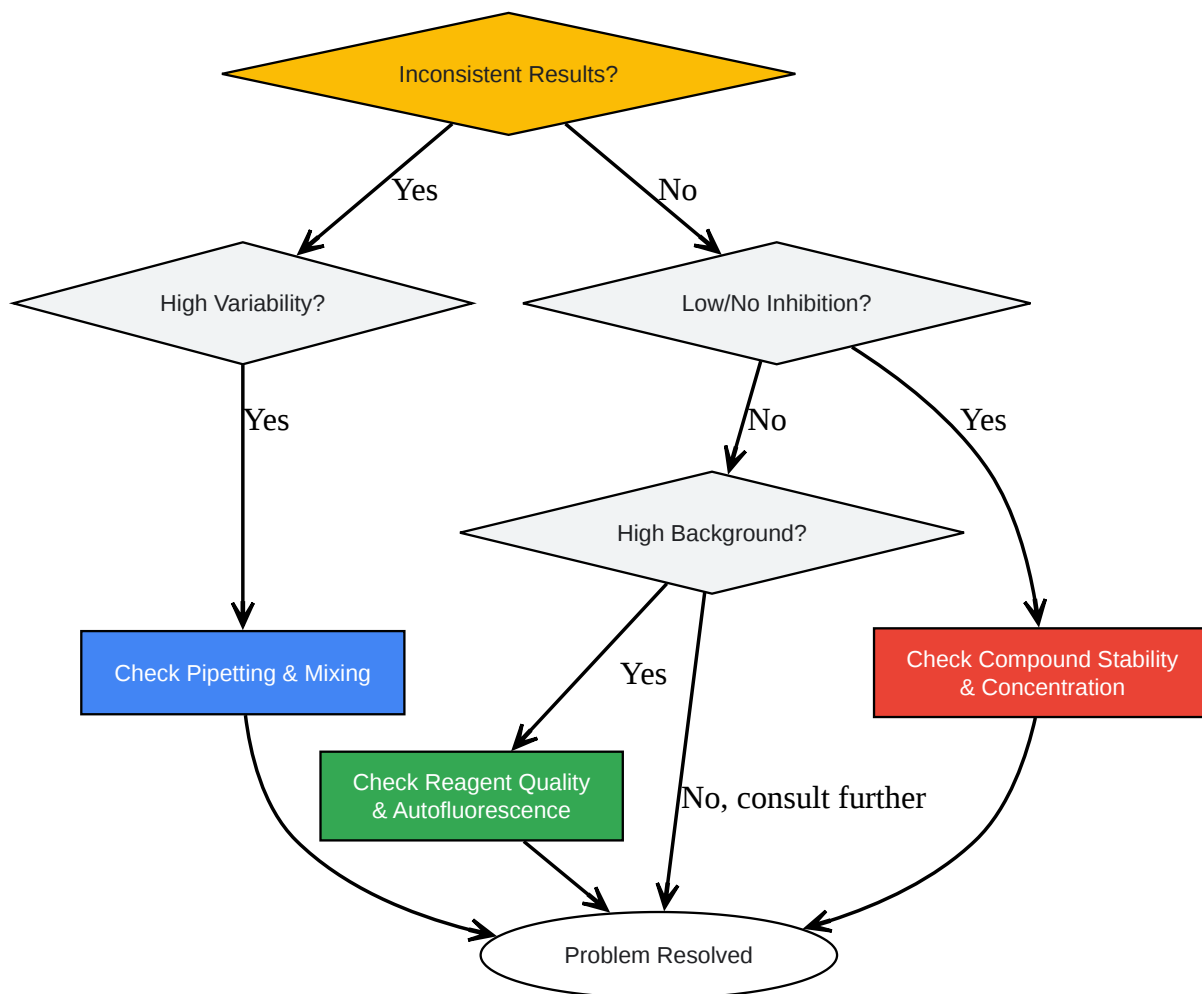 Inconsistent Results?
Yes
No
High Variability?
Low/No Inhibition?
Yes
No
Yes
High Background?
Check Pipetting & Mixing
Yes
Check Compound Stability
& Concentration
Check Reagent Quality
& Autofluorescence
No, consult further
Problem Resolved